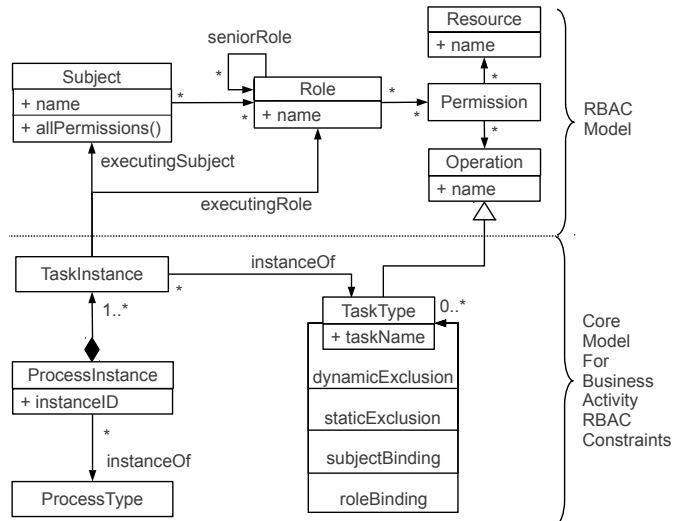 Resource
+ name
seniorRole
*
Subject
+ name
+ allPermissions()
*
*
Role
+ name
*
*
*
Permission
*
RBAC
Model
Operation
+ name
executingSubject
executingRole
TaskInstance
*
instanceOf
1..*
TaskType
+ taskName
0..*
dynamicExclusion
staticExclusion
subjectBinding
roleBinding
ProcessInstance
+ instanceID
*
instanceOf
ProcessType
Core
Model
For
Business
Activity
RBAC
Constraints